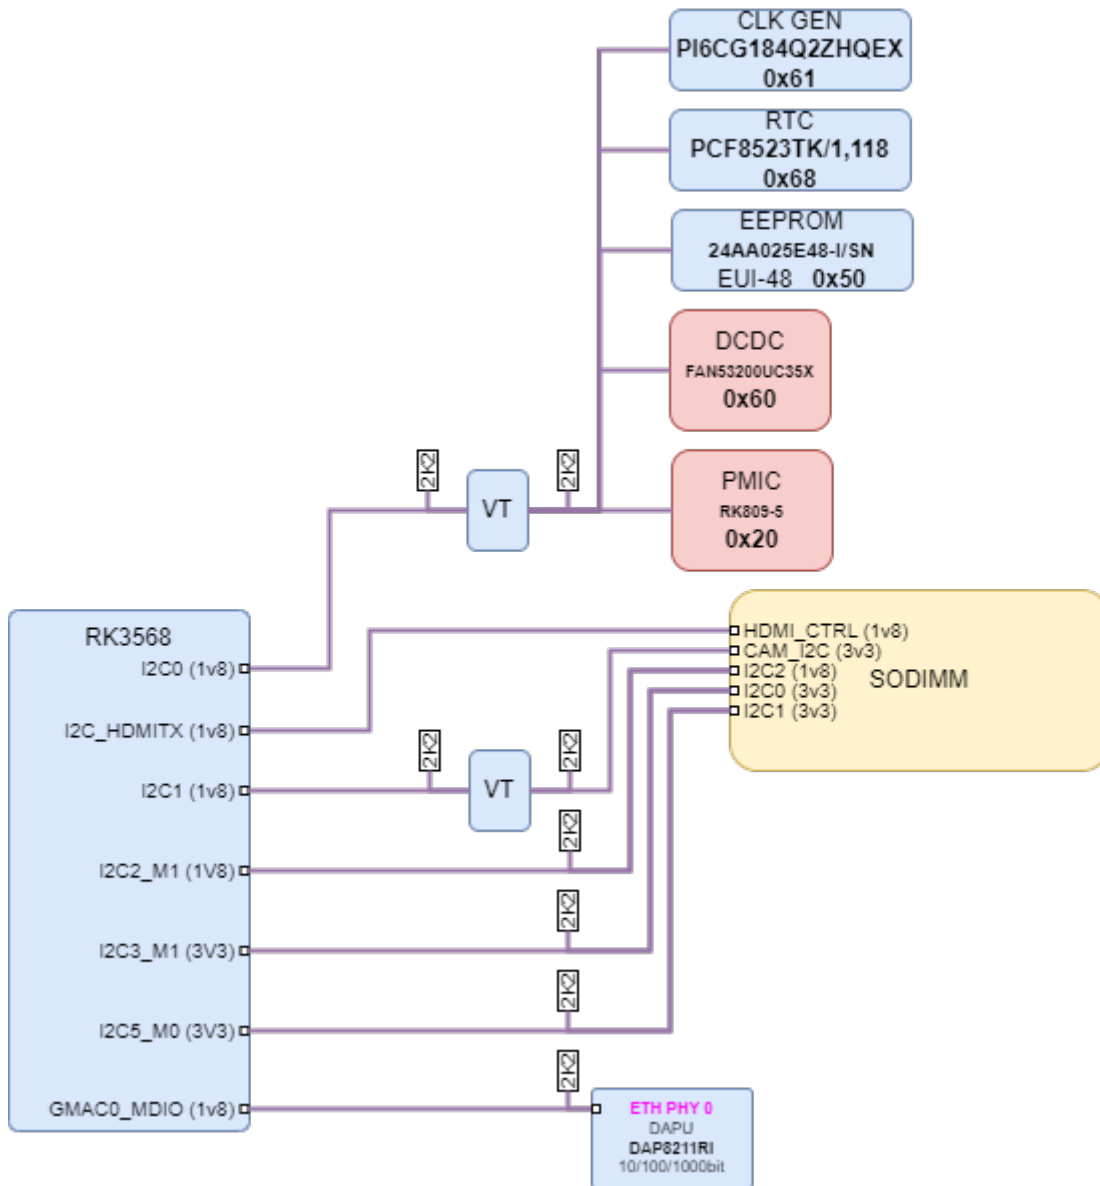 CLK GEN
PI6CG184Q2ZHQEX
0x61
RTC
PCF8523TK/1,118
0x68
EEPROM
24AA025E48-I/SN
EUI-48 0x50
DCDC
FAN53200UC35X
0x60
2K2
VT
2K2
PMIC
RK809-5
0x20
RK3568
I2C0 (1v8)
I2C_HDMITX (1v8)
I2C1 (1v8)
I2C2_M1 (1V8)
I2C3_M1 (3V3)
I2C5_M0 (3V3)
GMAC0_MDIO (1v8)
HDMI_CTRL (1v8)
CAM_I2C (3v3)
I2C2 (1v8)
I2C0 (3v3)
I2C1 (3v3)
SODIMM
2K2
VT
2K2
2K2
2K2
2K2
2K2
ETH PHY 0
DAPU
DAP8211RI
10/100/1000bit